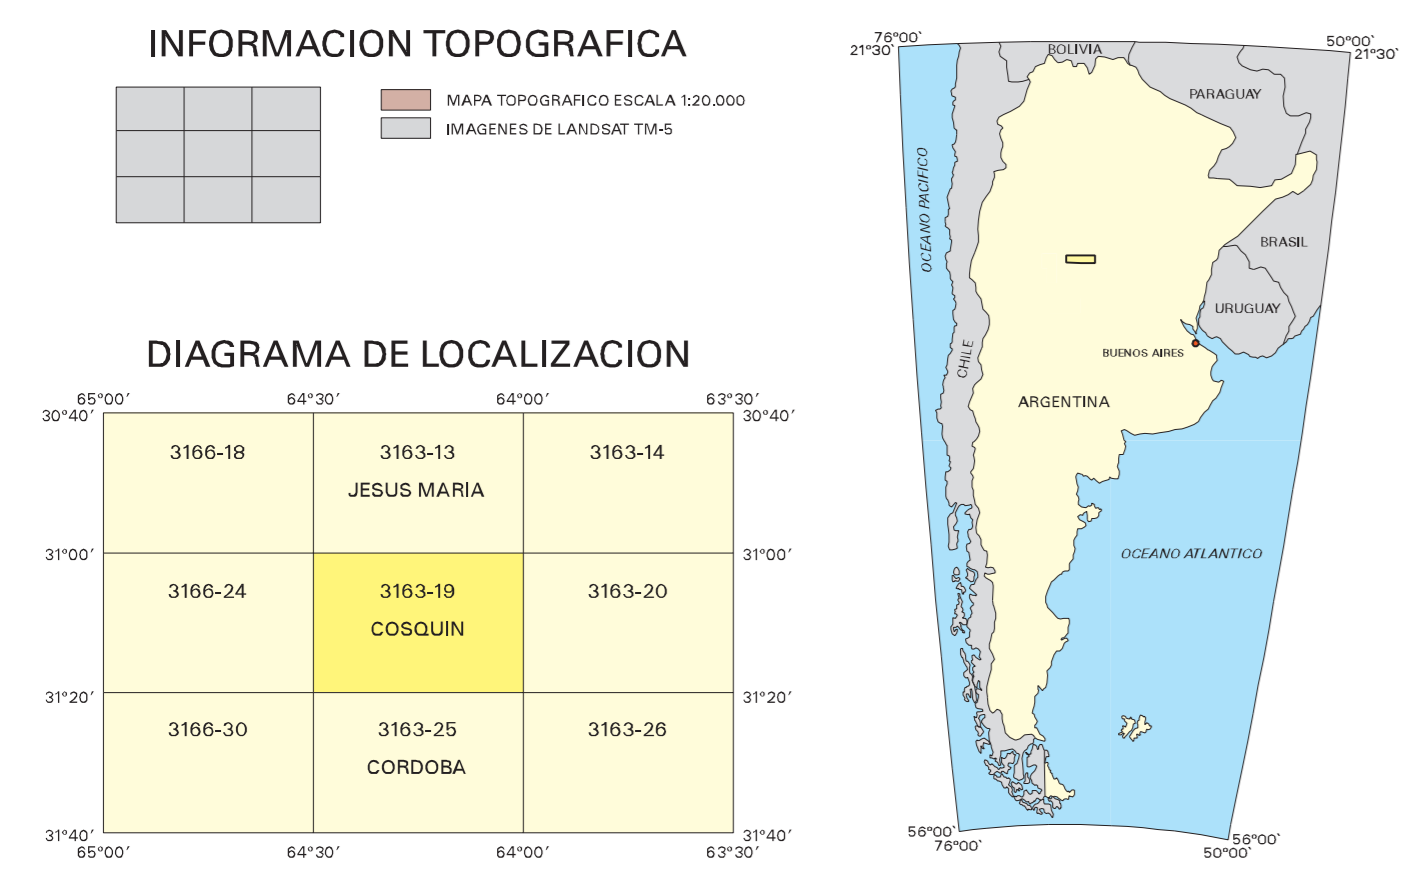 INFORMACION TOPOGRAFICA
MAPA TOPOGRAFICO ESCALA 1:20.000
IMAGENES DE LANDSAT TM-5
DIAGRAMA DE LOCALIZACION
65°00′ 64°30′ 64°00′ 63°30′
30°40′ 30°40′
3166-18 3163-13 3163-14
JESUS MARIA
31°00′ 31°00′
3166-24 3163-19 3163-20
COSQUIN
31°20′ 31°20′
3166-30 3163-25 3163-26
CORDOBA
31°40′ 31°40′
65°00′ 64°30′ 64°00′ 63°30′
76°00` 50°00`
21°30` 21°30`
BOLIVIA
PARAGUAY
OCEANO PACIFICO
BRASIL
URUGUAY
CHILE
BUENOS AIRES
ARGENTINA
OCEANO ATLANTICO
56°00` 56°00`
76°00` 50°00`